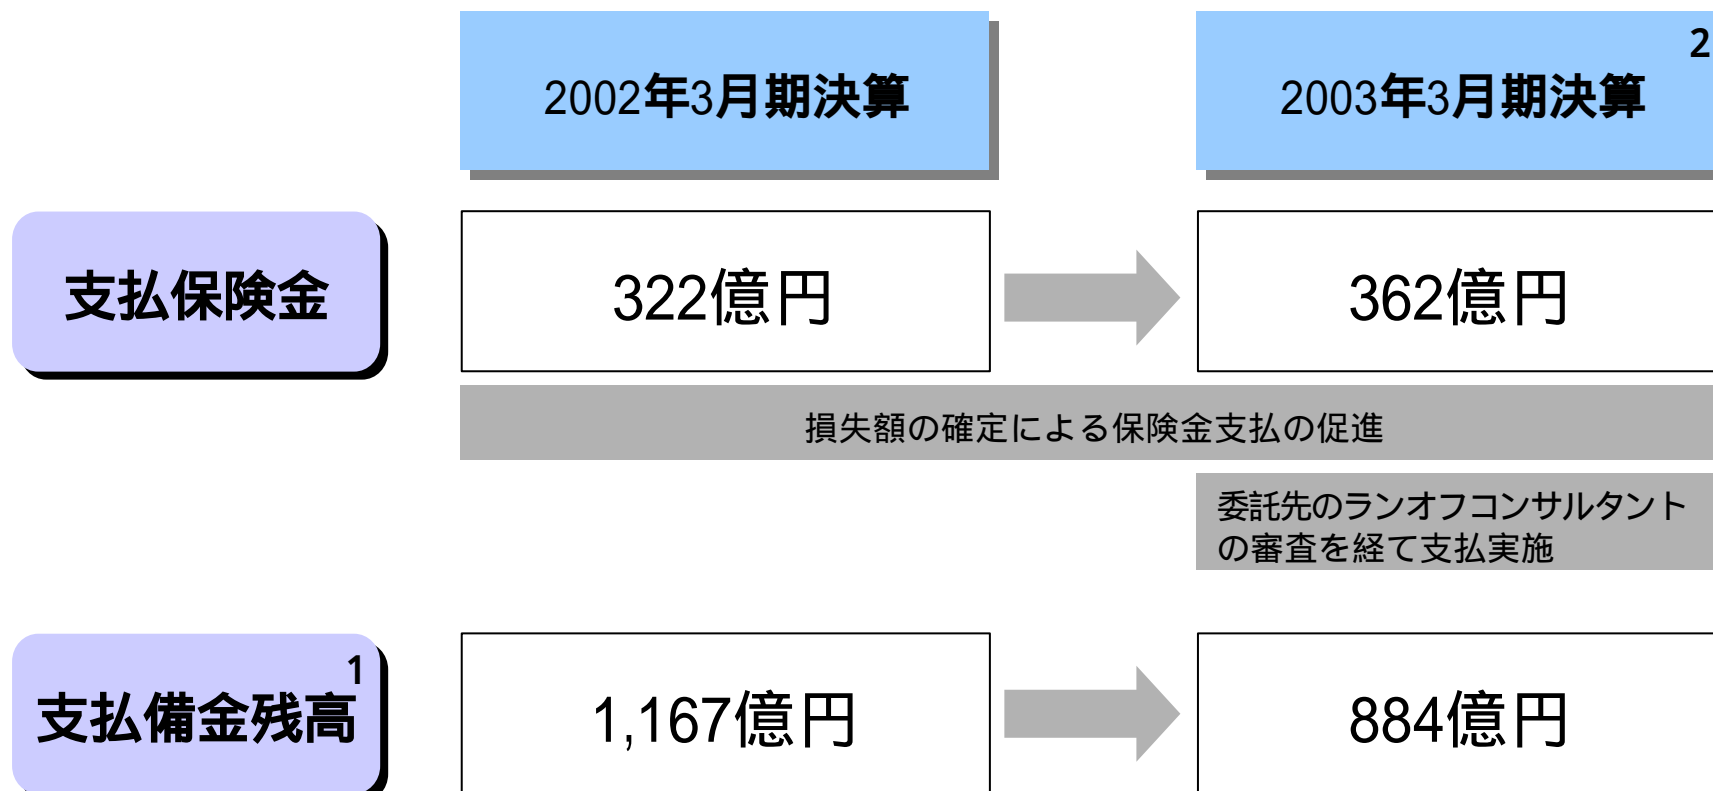 2002年3月期決算
2003年3月期決算 2
支払保険金
322億円
362億円
損失額の確定による保険金支払の促進
委託先のランオフコンサルタント
の審査を経て支払実施
支払備金残高 1
1,167億円
884億円